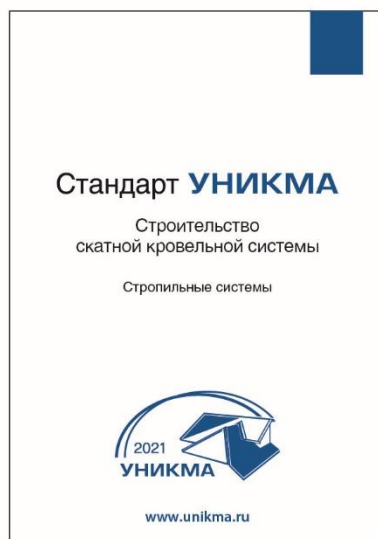 Стандарт УНИКМА
Строительство
скатной кровельной системы
Стропильные системы
2021
УНИКМА
www.unikma.ru